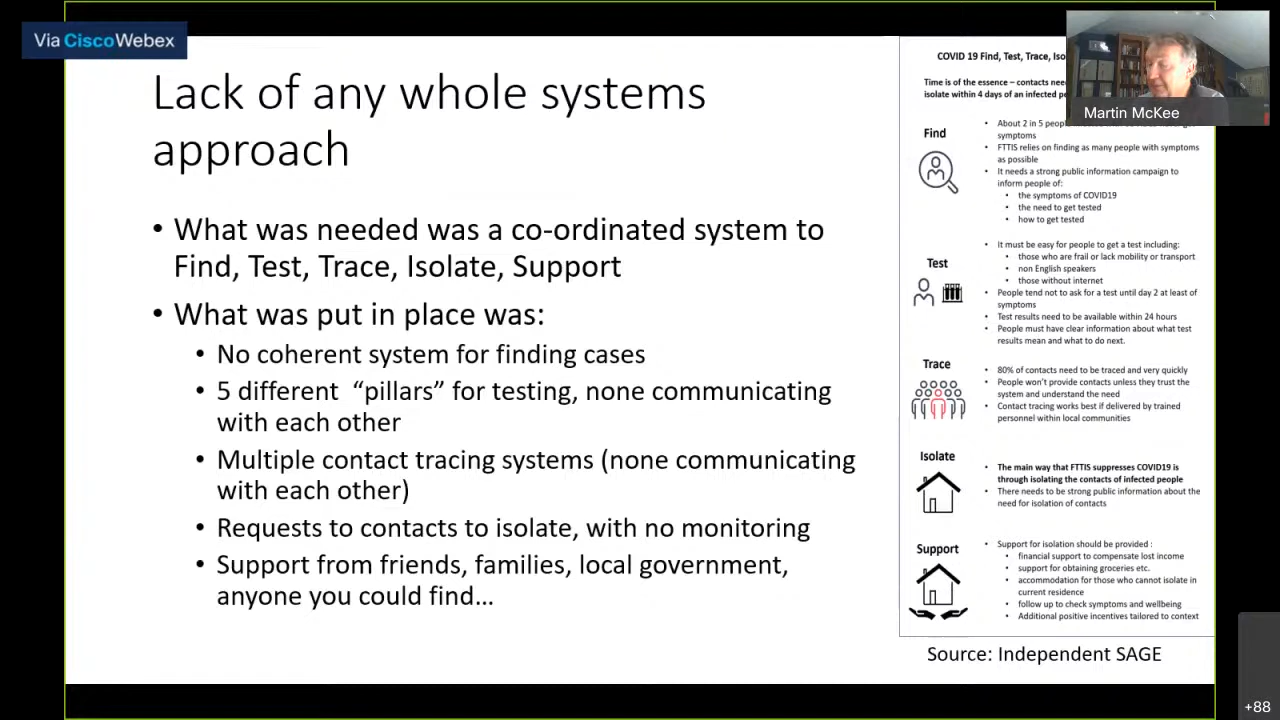 Via CiscoWebex
Lack of any whole systems
approach
• What was needed was a co-ordinated system to
Find, Test, Trace, Isolate, Support
• What was put in place was:
• No coherent system for finding cases
• 5 different “pillars” for testing, none communicating
with each other
• Multiple contact tracing systems (none communicating
with each other)
• Requests to contacts to isolate, with no monitoring
• Support from friends, families, local government,
anyone you could find...
COVID 19 Find, Test, Trace,
Time is of the essence – contacts
isolate within 4 days of an infected
Martin McKee
Find
• About 2 in 5
symptoms
• FTTIS relies on finding as many people with symptoms
as possible
• It needs a strong public information campaign to
inform people of:
• the symptoms of COVID19
• the need to get tested
• how to get tested
Test
• It must be easy for people to get a test including:
• those who are frail or lack mobility or transport
• non English speakers
• those without internet
• People tend not to ask for a test until day 2 at least of
symptoms
• Test results need to be available within 24 hours
• People must have clear information about what test
results mean and what to do next.
Trace
• 80% of contacts need to be traced and very quickly
• People won’t provide contacts unless they trust the
system and understand the need
• Contact tracing works best if delivered by trained
personnel within local communities
Isolate
• The main way that FTTIS suppresses COVID19 is
through isolating the contacts of infected people
• There needs to be strong public information about the
need for isolation of contacts
Support
• Support for isolation should be provided :
• financial support to compensate lost income
• support for obtaining groceries etc.
• accommodation for those who cannot isolate in
current residence
• follow up to check symptoms and wellbeing
• Additional positive incentives tailored to context
Source: Independent SAGE
+88